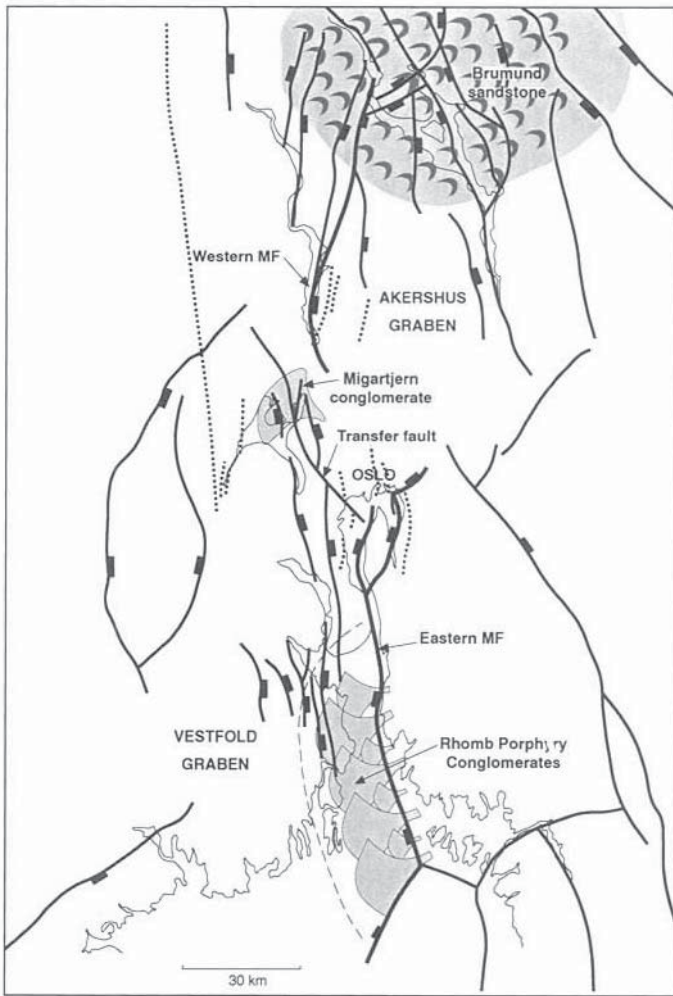 Brumund
sandstone
Western MF
AKERSHUS
GRABEN
Migartjern
conglomerate
Transfer fault
OSLO
Eastern MF
VESTFOLD
GRABEN
Rhomb Porphyry
Conglomerates
30 km